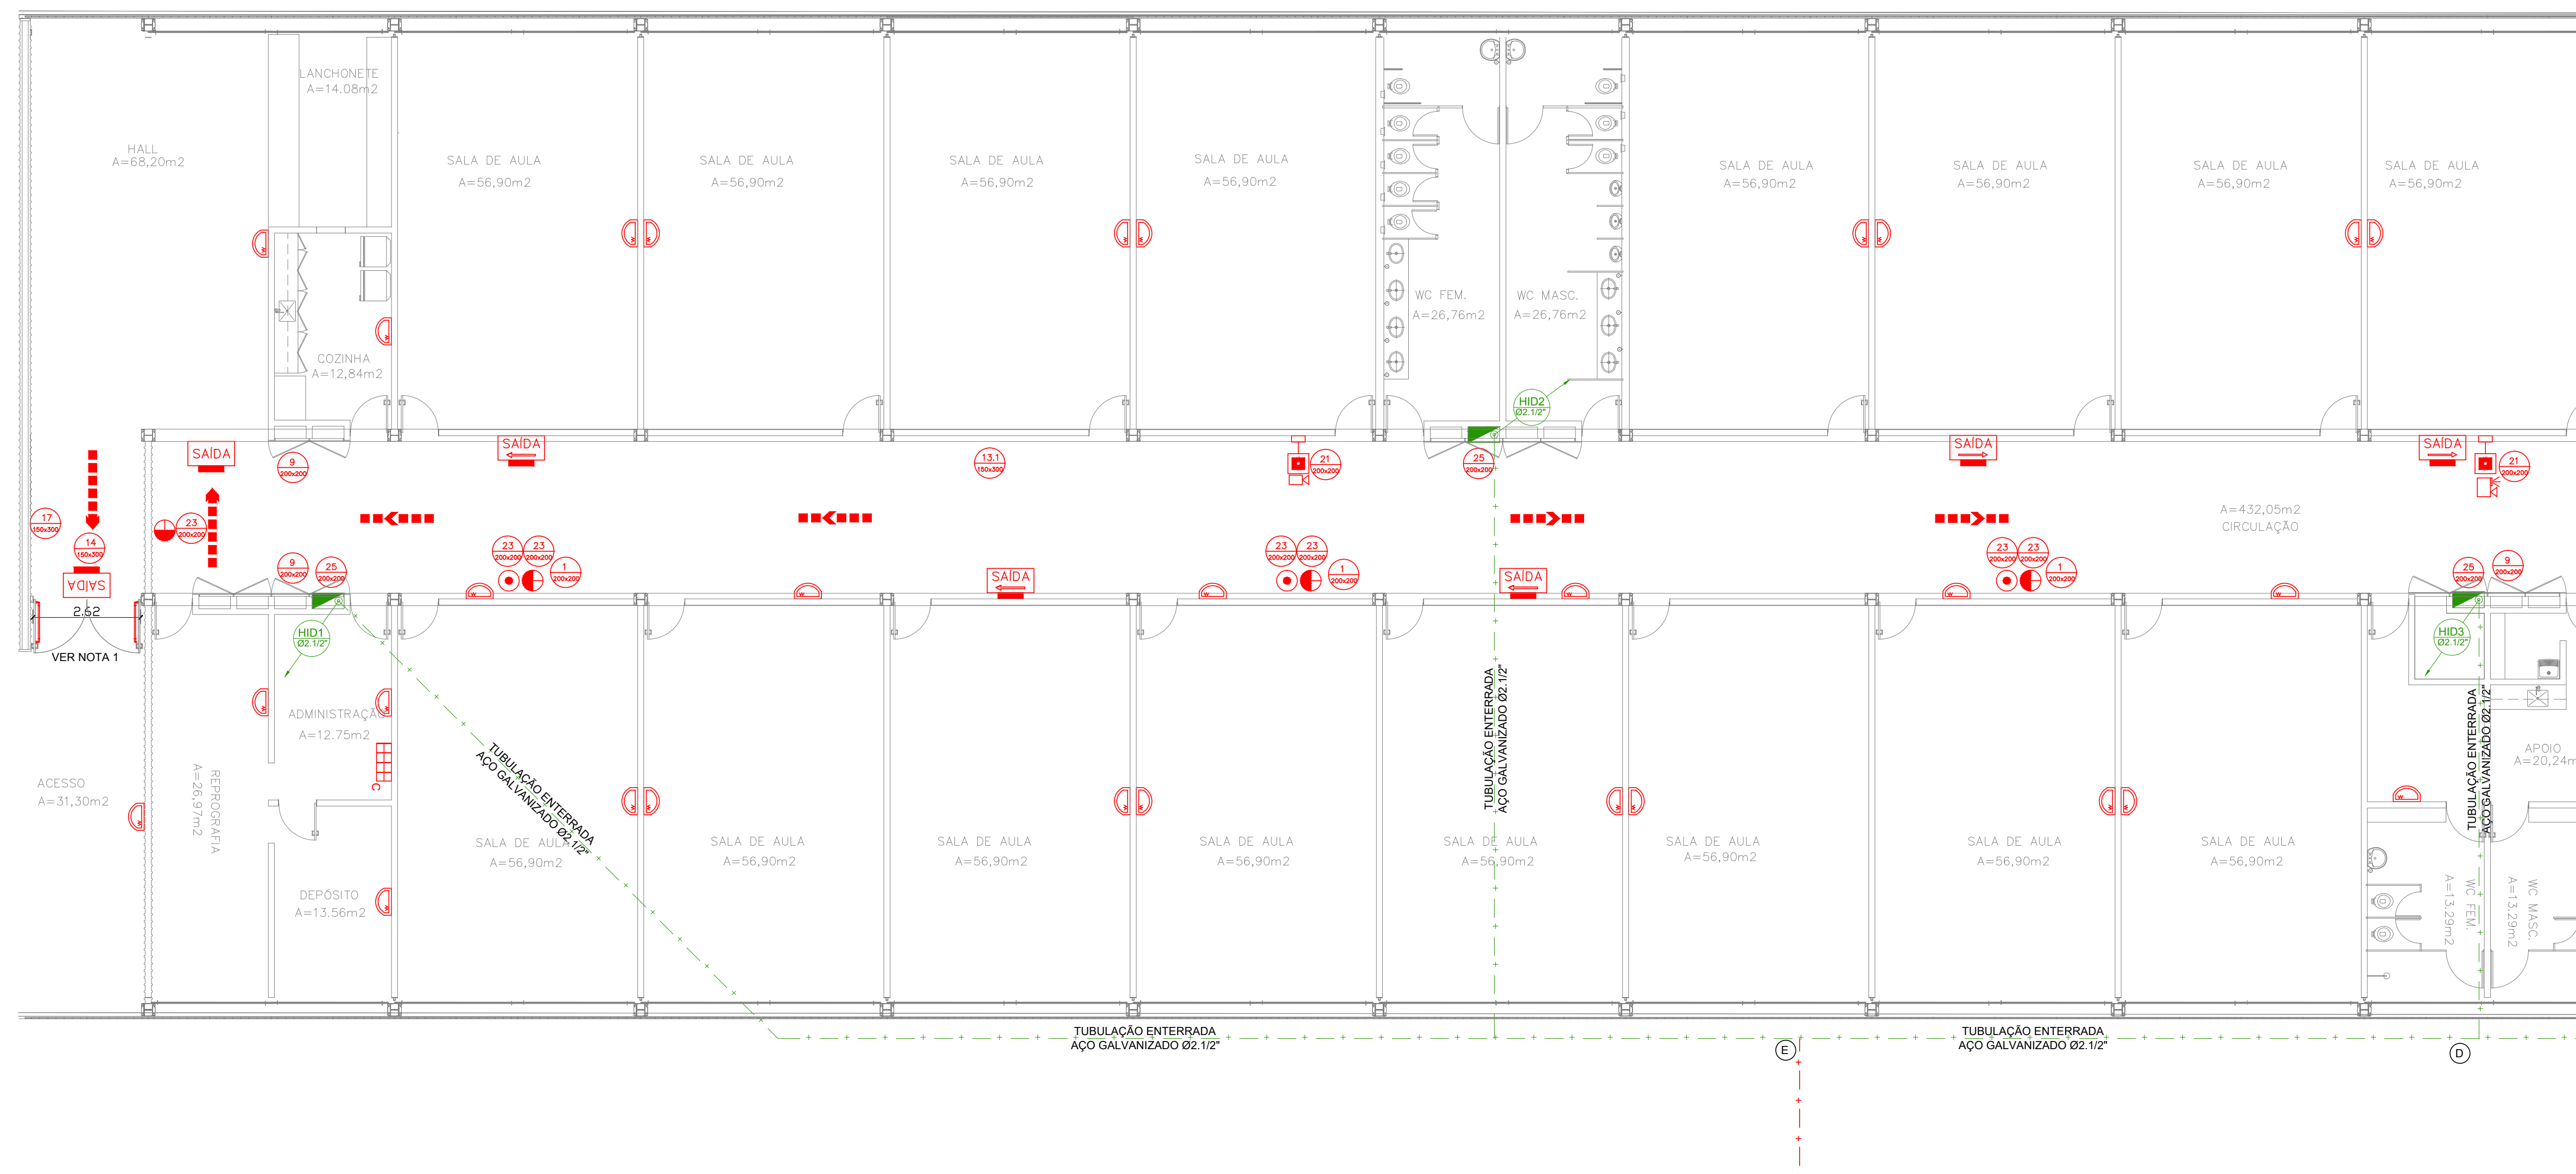 LANCHONETE
A=14.08m2
HALL
A=68,20m2
SALA DE AULA
A=56,90m2
SALA DE AULA
A=56,90m2
SALA DE AULA
A=56,90m2
SALA DE AULA
A=56,90m2
SALA DE AULA
A=56,90m2
SALA DE AULA
A=56,90m2
SALA DE AULA
A=56,90m2
SALA DE AULA
A=56,90m2
WC FEM.
A=26,76m2
WC MASC.
A=26,76m2
COZINHA
A=12,84m2
HID2
Ø2.1/2"
SAÍDA
SAÍDA
SAÍDA
SAÍDA
9
200x200
13.1
150x300
21
200x200
25
200x200
21
200x200
17
150x300
14
150x300
23
200x200
A=432,05m2
CIRCULAÇÃO
SAÍDA
9
200x200
25
200x200
23
200x200
23
200x200
1
200x200
SAÍDA
23
200x200
23
200x200
1
200x200
SAÍDA
23
200x200
23
200x200
1
200x200
25
200x200
9
200x200
2.62
VER NOTA 1
HID1
Ø2.1/2"
HID3
Ø2.1/2"
ADMINISTRAÇÃO
A=12.75m2
C
ACESSO
A=31,30m2
REPROGRAFIA
A=26,97m2
DEPÓSITO
A=13.56m2
TUBULAÇÃO ENTERRADA
AÇO GALVANIZADO Ø2.1/2"
TUBULAÇÃO ENTERRADA
AÇO GALVANIZADO Ø2.1/2"
TUBULAÇÃO ENTERRADA
AÇO GALVANIZADO Ø2.1/2"
APOIO
A=20,24m
SALA DE AULA
A=56,90m2
SALA DE AULA
A=56,90m2
SALA DE AULA
A=56,90m2
SALA DE AULA
A=56,90m2
SALA DE AULA
A=56,90m2
SALA DE AULA
A=56,90m2
SALA DE AULA
A=56,90m2
SALA DE AULA
A=56,90m2
WC FEM.
A=13.29m2
WC MASC.
A=13.29m2
TUBULAÇÃO ENTERRADA
AÇO GALVANIZADO Ø2.1/2"
E
TUBULAÇÃO ENTERRADA
AÇO GALVANIZADO Ø2.1/2"
D